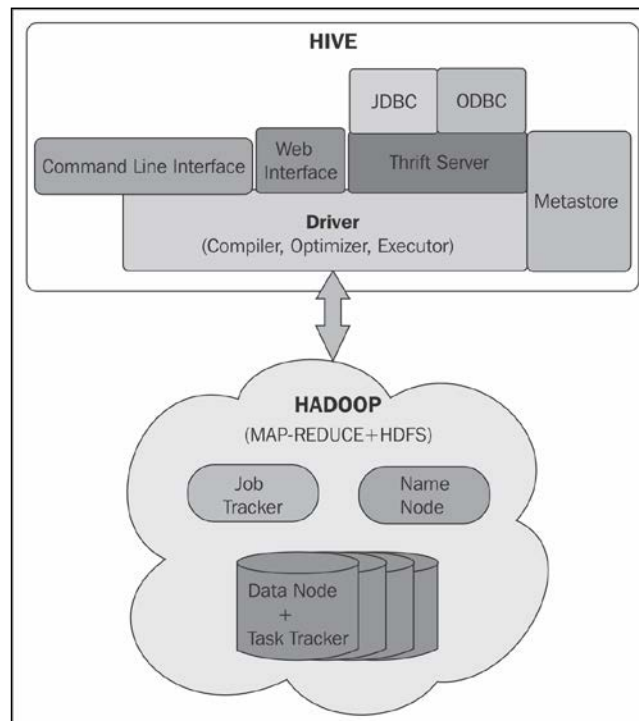 HIVE
JDBC
ODBC
Command Line Interface
Web
Interface
Thrift Server
Metastore
Driver
(Compiler, Optimizer, Executor)
HADOOP
(MAP-REDUCE+HDFS)
Job
Tracker
Name
Node
Data Node
+
Task Tracker